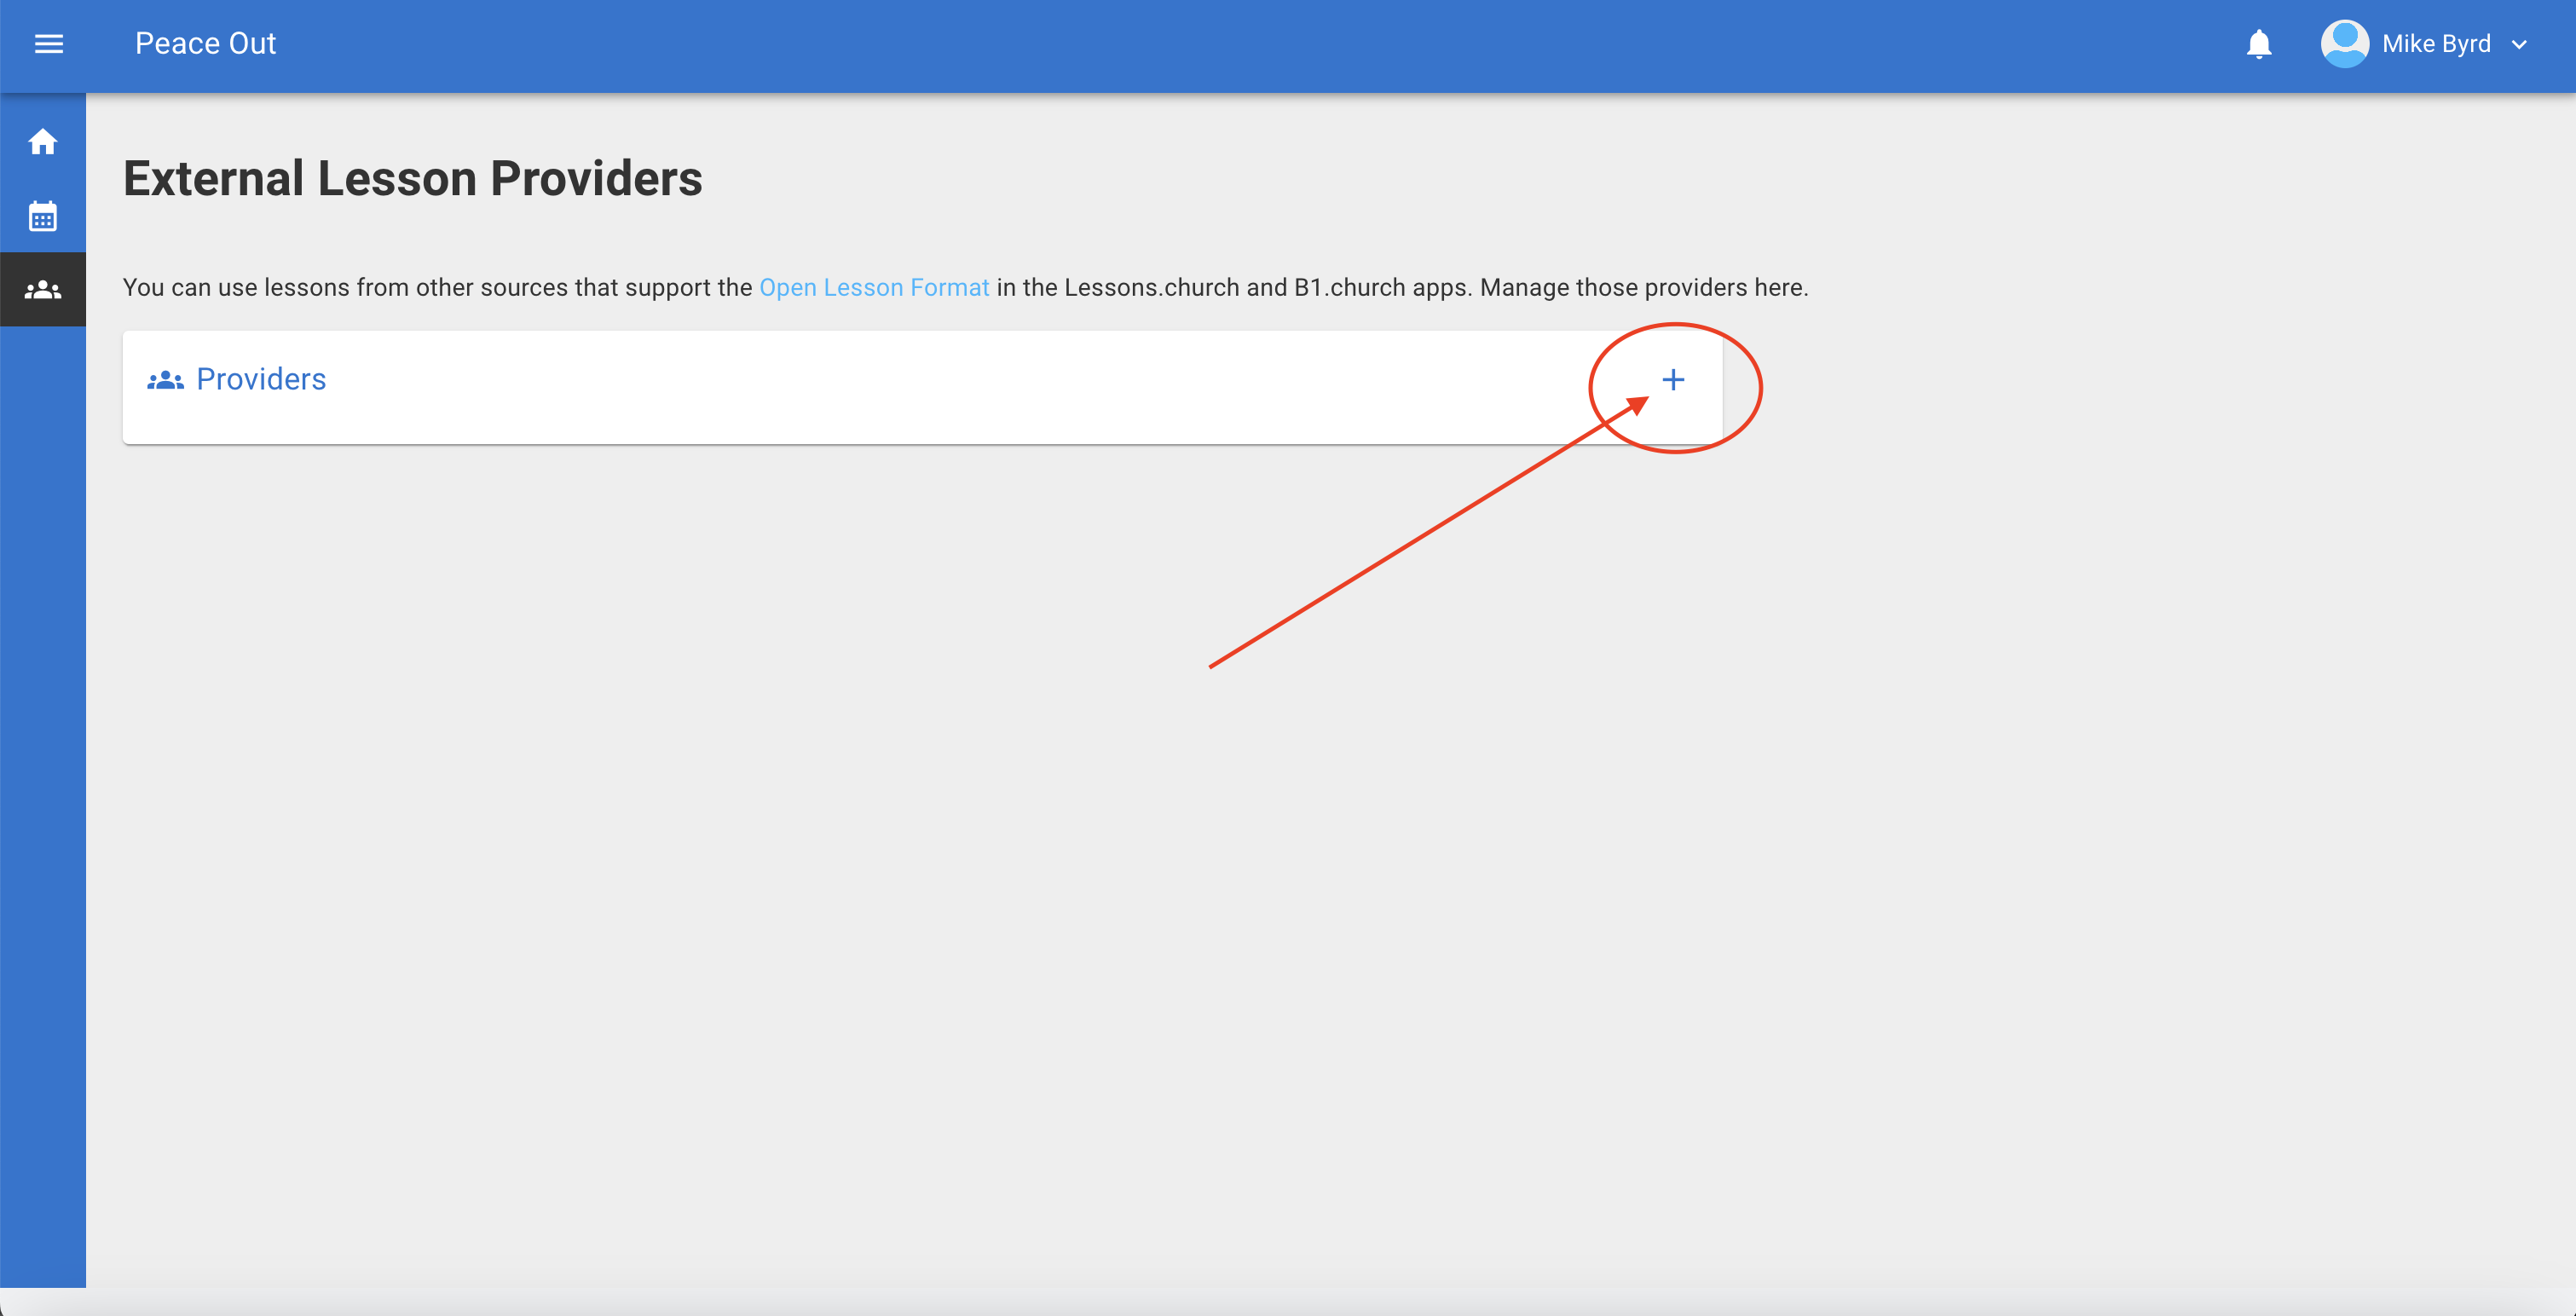 Peace Out
Mike Byrd
External Lesson Providers
You can use lessons from other sources that support the Open Lesson Format in the Lessons.church and B1.church apps. Manage those providers here.
Providers